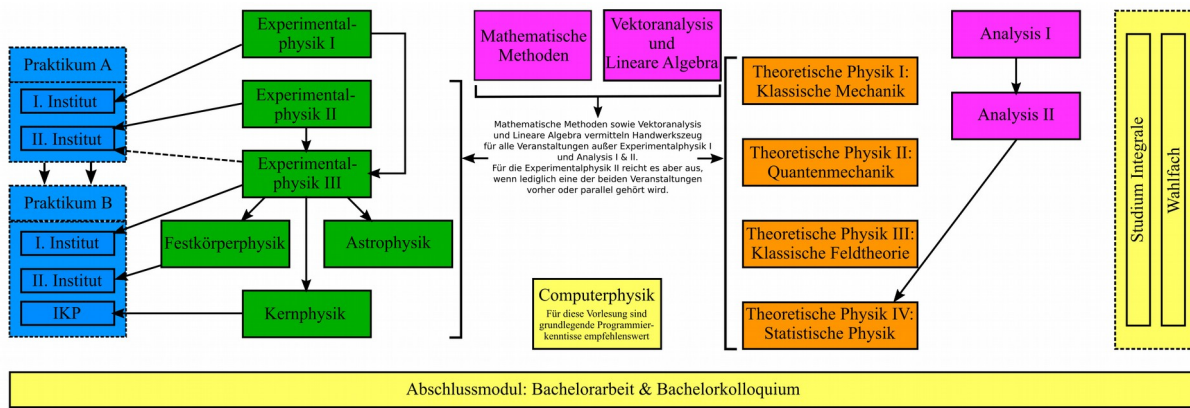 Experimental-
physik I
Mathematische
Methoden
Vektoranalysis
und
Lineare Algebra
Analysis I
Praktikum A
I. Institut
II. Institut
Experimental-
physik II
Theoretische Physik I:
Klassische Mechanik
Analysis II
Mathematische Methoden sowie Vektoranalysis
und Lineare Algebra vermitteln Handwerkszeug
für alle Veranstaltungen außer Experimentalphysik I
und Analysis I & II.
Für die Experimentalphysik II reicht es aber aus,
wenn lediglich eine der beiden Veranstaltungen
vorher oder parallel gehört wird.
Experimental-
physik III
Theoretische Physik II:
Quantenmechanik
Praktikum B
I. Institut
II. Institut
IKP
Festkörperphysik
Astrophysik
Kernphysik
Theoretische Physik III:
Klassische Feldtheorie
Computerphysik
Für diese Vorlesung sind
grundlegende Programmier-
kenntisse empfehlenswert
Theoretische Physik IV:
Statistische Physik
Studium Integrale
Wahlfach
Abschlussmodul: Bachelorarbeit & Bachelorkolloquium